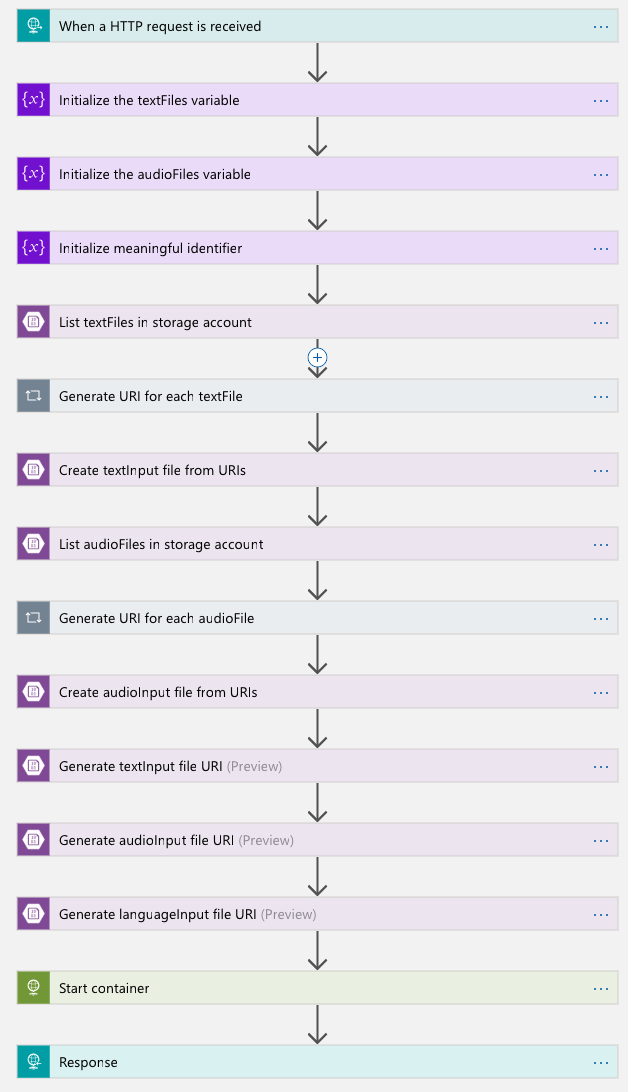 When a HTTP request is received
{x} Initialize the textFiles variable
{x} Initialize the audioFiles variable
{x} Initialize meaningful identifier
List textFiles in storage account
Generate URI for each textFile
Create textInput file from URIs
List audioFiles in storage account
Generate URI for each audioFile
Create audioInput file from URIs
Generate textInput file URI (Preview)
Generate audioInput file URI (Preview)
Generate languageInput file URI (Preview)
Start container
Response